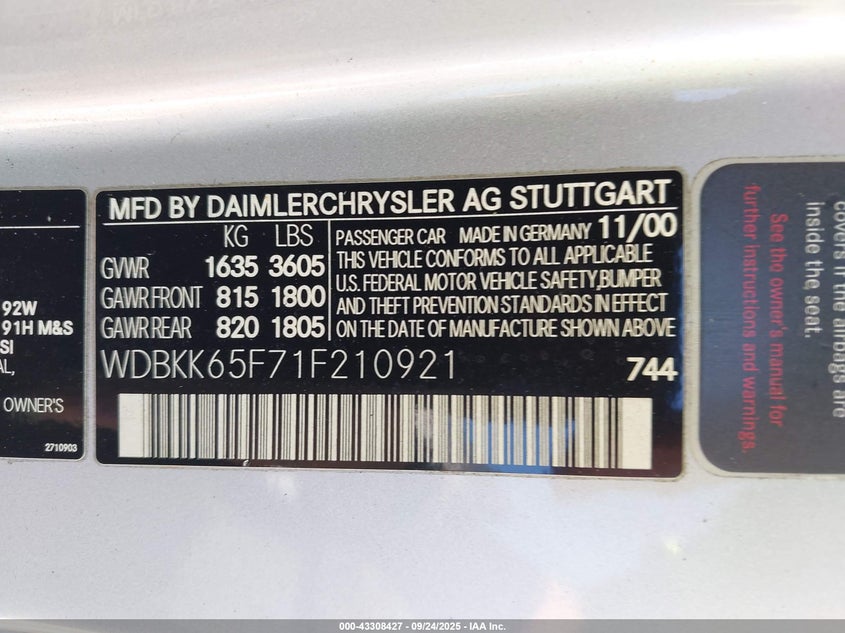 MFD BY DAIMLERCHRYSLER AG STUTTGART
KG LBS
GVWR 1635 3605
GAWR FRONT 815 1800
GAWR REAR 820 1805
PASSENGER CAR MADE IN GERMANY 11/00
THIS VEHICLE CONFORMS TO ALL APPLICABLE
U.S. FEDERAL MOTOR VEHICLE SAFETY,BUMPER
AND THEFT PREVENTION STANDARDS IN EFFECT
ON THE DATE OF MANUFACTURE SHOWN ABOVE
WDBKK65F71F210921 744
92W
91H M&S
SI
AL,
OWNER'S
2710903
covers if the airbags are
inside the seat.
See the owner's manual for
further instructions and warnings.
000-43308427 - 09/24/2025 - IAA Inc.